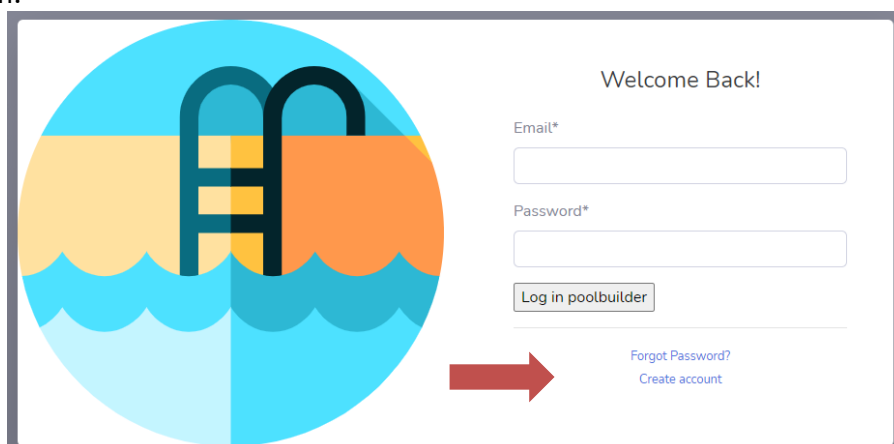 Welcome Back!
Email*
Password*
Log in poolbuilder
Forgot Password?
Create account